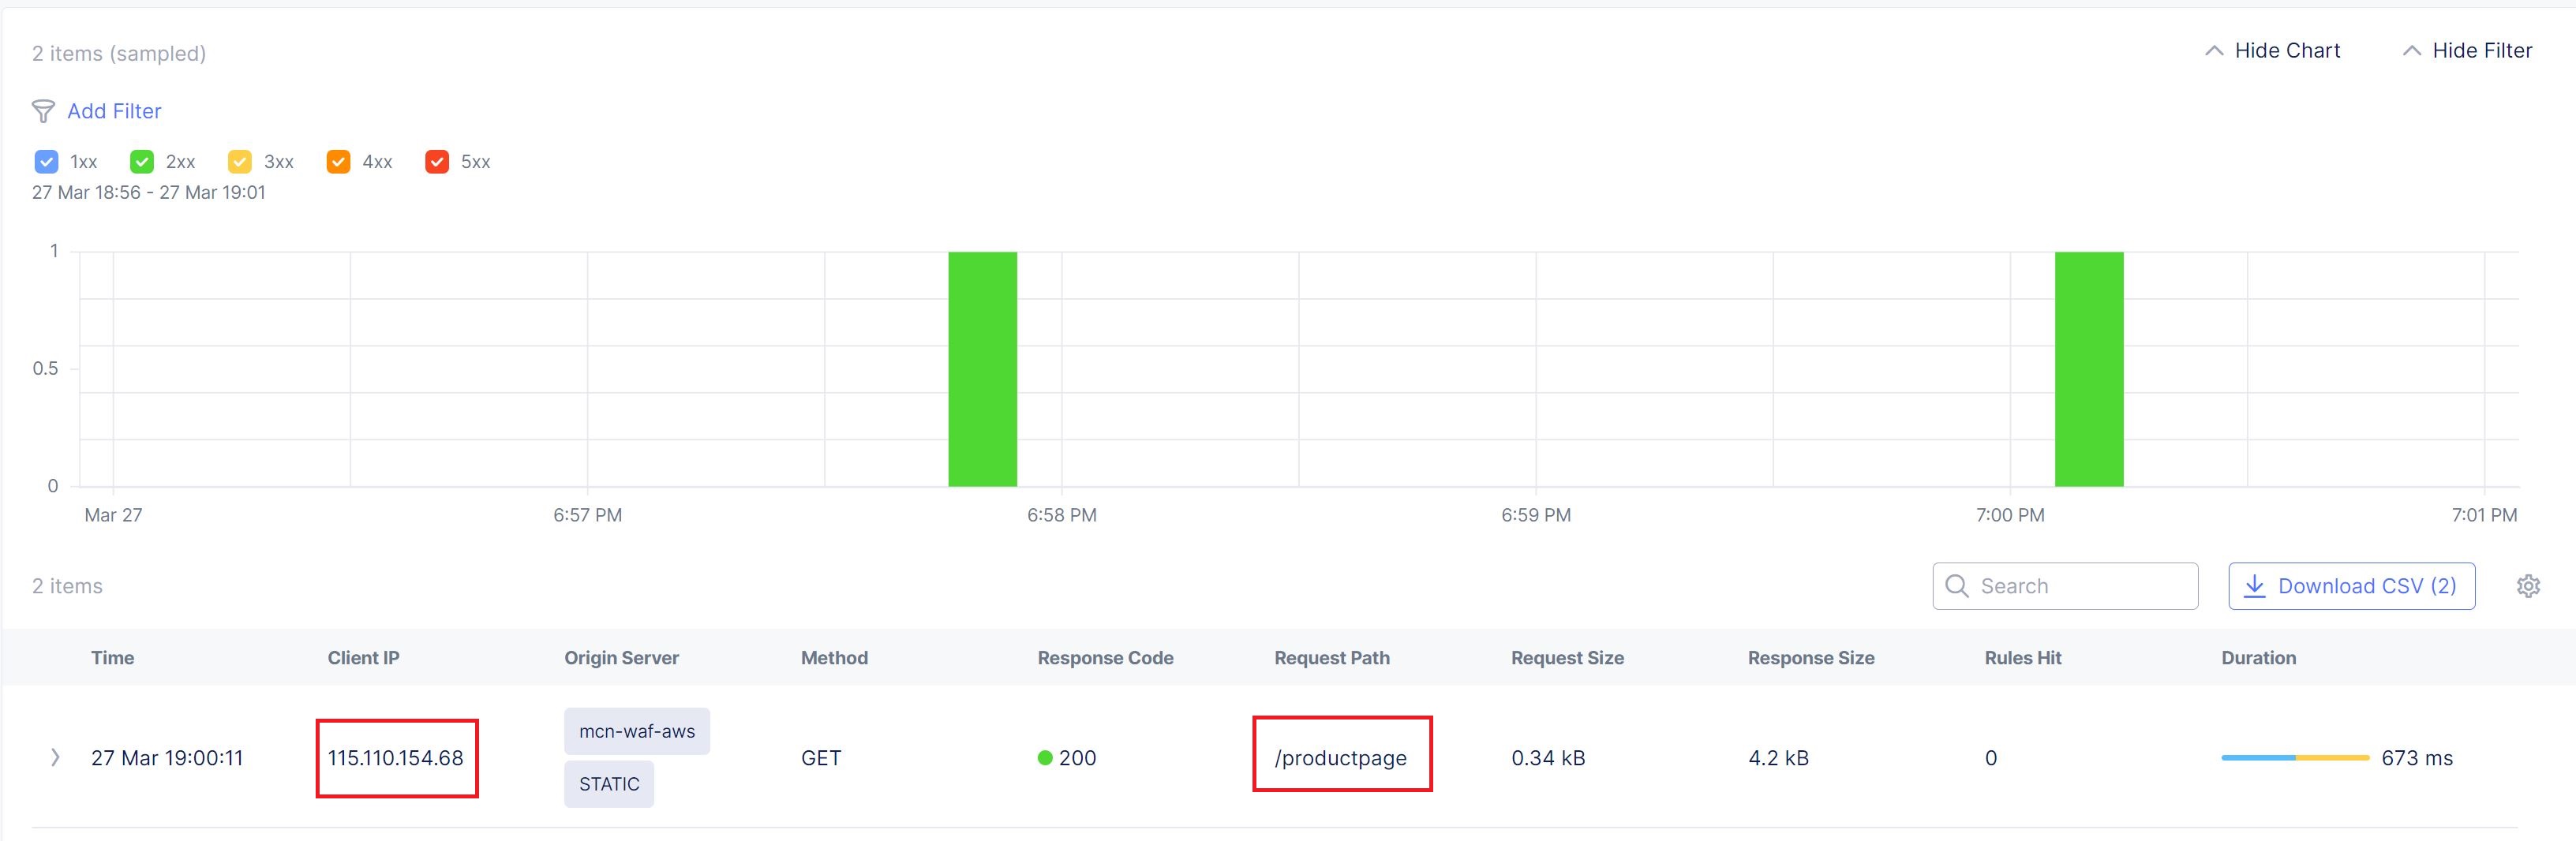 2 items (sampled)
Hide Chart
Hide Filter
Add Filter
1xx 2xx 3xx 4xx 5xx
27 Mar 18:56 - 27 Mar 19:01
1
0.5
0
Mar 27 6:57 PM 6:58 PM 6:59 PM 7:00 PM 7:01 PM
2 items
Search
Download CSV (2)
Time Client IP Origin Server Method Response Code Request Path Request Size Response Size Rules Hit Duration
27 Mar 19:00:11 115.110.154.68 mcn-waf-aws STATIC GET 200 /productpage 0.34 kB 4.2 kB 0 673 ms